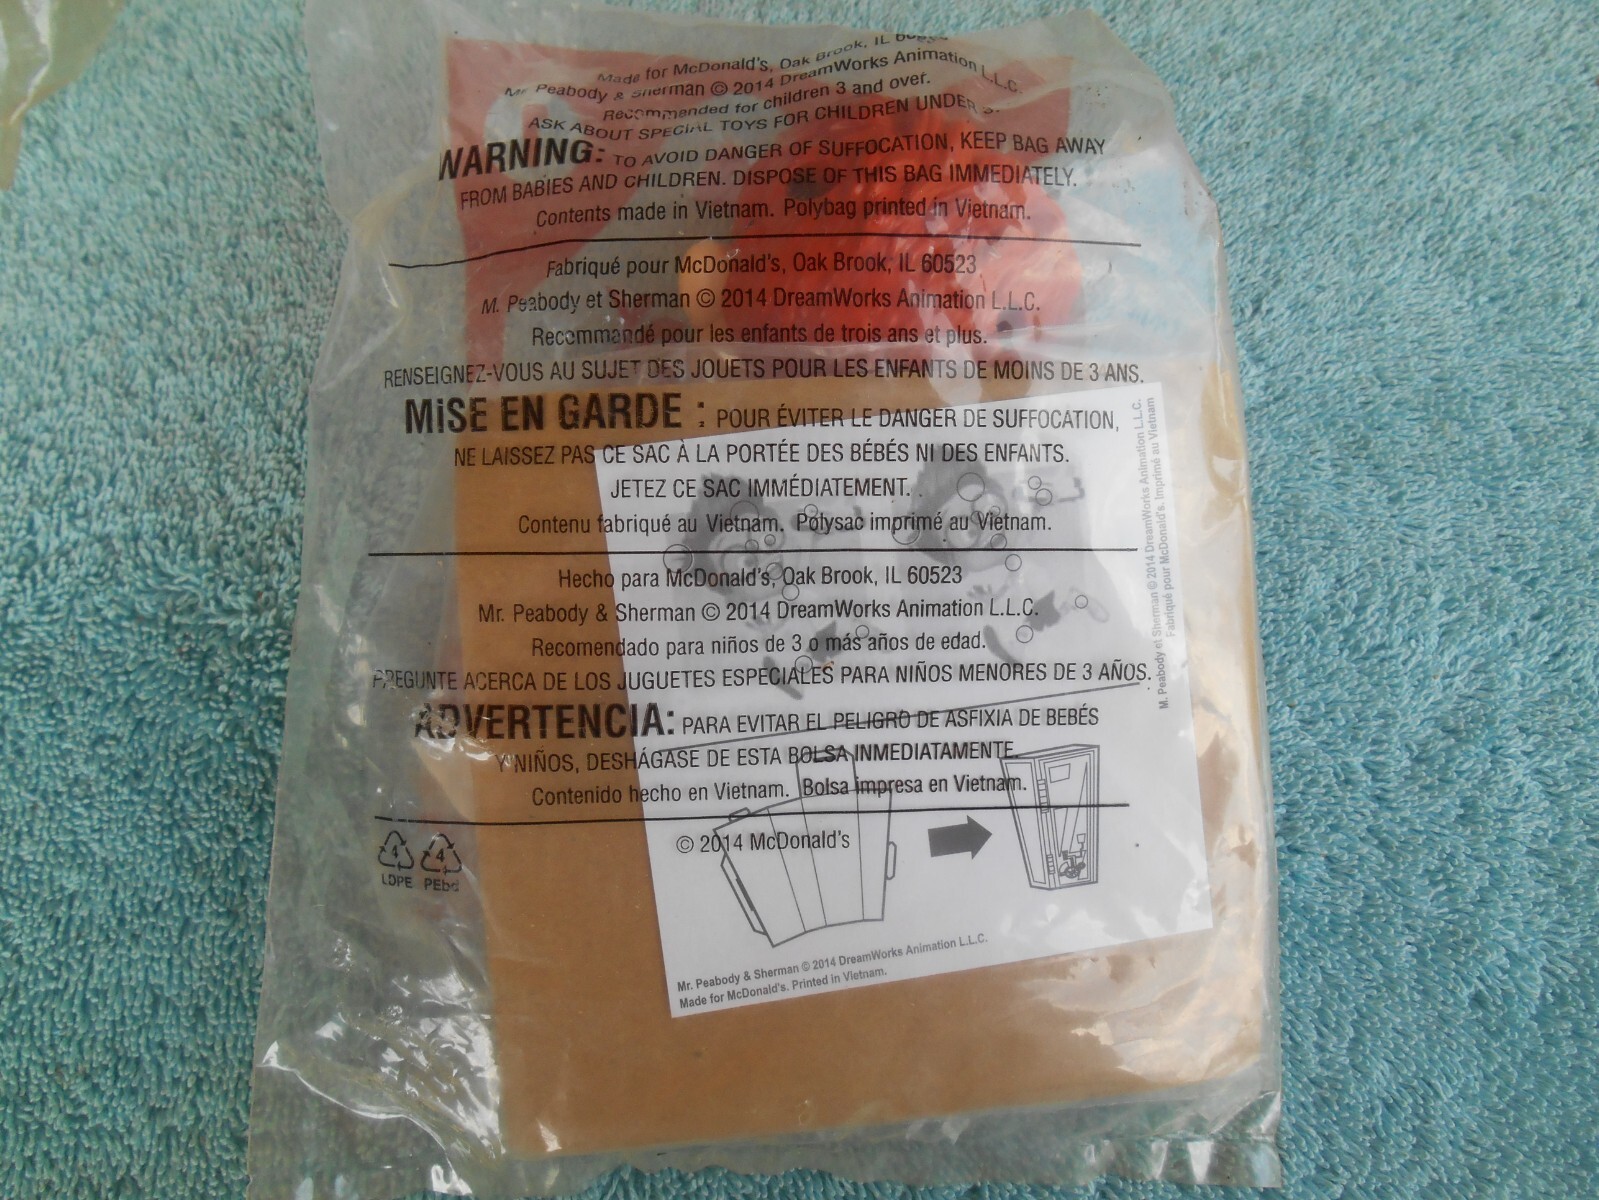 Made for McDonald's, Oak Brook, IL
Mr. Peabody & Sherman © 2014 DreamWorks Animation L.L.C.
Recommended for children 3 and over.
ASK ABOUT SPECIAL TOYS FOR CHILDREN UNDER 3.
WARNING: TO AVOID DANGER OF SUFFOCATION, KEEP BAG AWAY
FROM BABIES AND CHILDREN. DISPOSE OF THIS BAG IMMEDIATELY.
Contents made in Vietnam. Polybag printed in Vietnam.
Fabriqué pour McDonald's, Oak Brook, IL 60523
M. Peabody et Sherman © 2014 DreamWorks Animation L.L.C.
Recommandé pour les enfants de trois ans et plus.
RENSEIGNEZ-VOUS AU SUJET DES JOUETS POUR LES ENFANTS DE MOINS DE 3 ANS.
MiSE EN GARDE : POUR ÉVITER LE DANGER DE SUFFOCATION,
NE LAISSEZ PAS CE SAC À LA PORTÉE DES BÉBÉS NI DES ENFANTS.
JETEZ CE SAC IMMÉDIATEMENT.
Contenu fabriqué au Vietnam. Polysac imprimé au Vietnam.
Hecho para McDonald's, Oak Brook, IL 60523
Mr. Peabody & Sherman © 2014 DreamWorks Animation L.L.C.
Recomendado para niños de 3 o más años de edad.
PREGUNTE ACERCA DE LOS JUGUETES ESPECIALES PARA NIÑOS MENORES DE 3 AÑOS.
ADVERTENCIA: PARA EVITAR EL PELIGRO DE ASFIXIA DE BEBÉS
Y NIÑOS, DESHÁGASE DE ESTA BOLSA INMEDIATAMENTE.
Contenido hecho en Vietnam. Bolsa impresa en Vietnam.
© 2014 McDonald's
4 4
LDPE PEbd
M. Peabody et Sherman © 2014 DreamWorks Animation L.L.C.
Fabriqué pour McDonald's. Imprimé au Vietnam
Mr. Peabody & Sherman © 2014 DreamWorks Animation L.L.C.
Made for McDonald's. Printed in Vietnam.